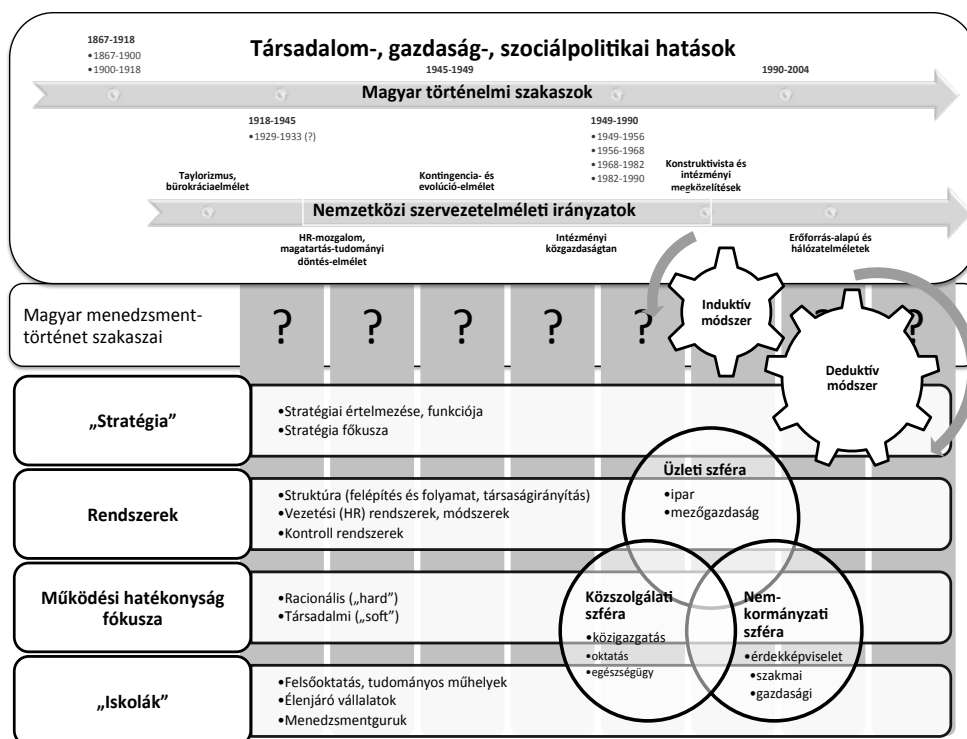 Társadalom-, gazdaság-, szociálpolitikai hatások
1867-1918
•1867-1900
•1900-1918
1945-1949
1990-2004
Magyar történelmi szakaszok
1918-1945
•1929-1933 (?)
1949-1990
•1949-1956
•1956-1968
•1968-1982
•1982-1990
Taylorizmus,
bürokráciaelmélet
Kontingencia- és
evolúció-elmélet
Konstruktivista és
intézményi
megközelítések
Nemzetközi szervezetelméleti irányzatok
HR-mozgalom,
magatartás-tudományi
döntés-elmélet
Intézményi
közgazdaságtan
Erőforrás-alapú és
hálózatelméletek
Magyar menedzsment-
történet szakaszai
? ? ? ? ? ? ?
Induktív
módszer
Deduktív
módszer
„Stratégia”
•Stratégiai értelmezése, funkciója
•Stratégia főkusza
Rendszerek
•Struktúra (felépítés és folyamat, társaságirányítás)
•Vezetési (HR) rendszerek, módszerek
•Kontroll rendszerek
Üzleti szféra
•ipar
•mezőgazdaság
Működési hatékonyság
főkusza
•Racionális („hard”)
•Társadalmi („soft”)
Közszolgálati
szféra
•közigazgatás
•oktatás
•egészségügy
Nem-
kormányzati
szféra
•érdekképviselet
•szakmai
•gazdasági
„Iskolák”
•Felsőoktatás, tudományos műhelyek
•Élenjáró vállalatok
•Menedzsmentguruk